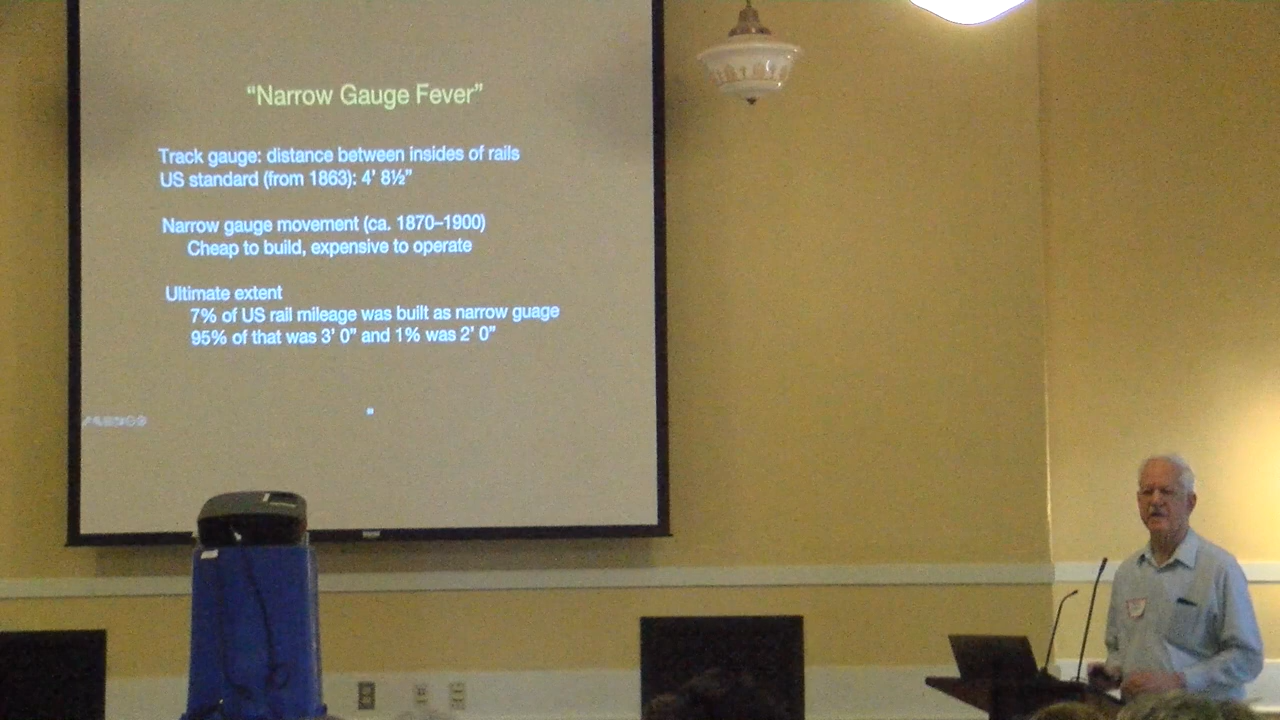 “Narrow Gauge Fever”
Track gauge: distance between insides of rails
US standard (from 1863): 4’ 8½”
Narrow gauge movement (ca. 1870–1900)
Cheap to build, expensive to operate
Ultimate extent
7% of US rail mileage was built as narrow guage
95% of that was 3’ 0” and 1% was 2’ 0”